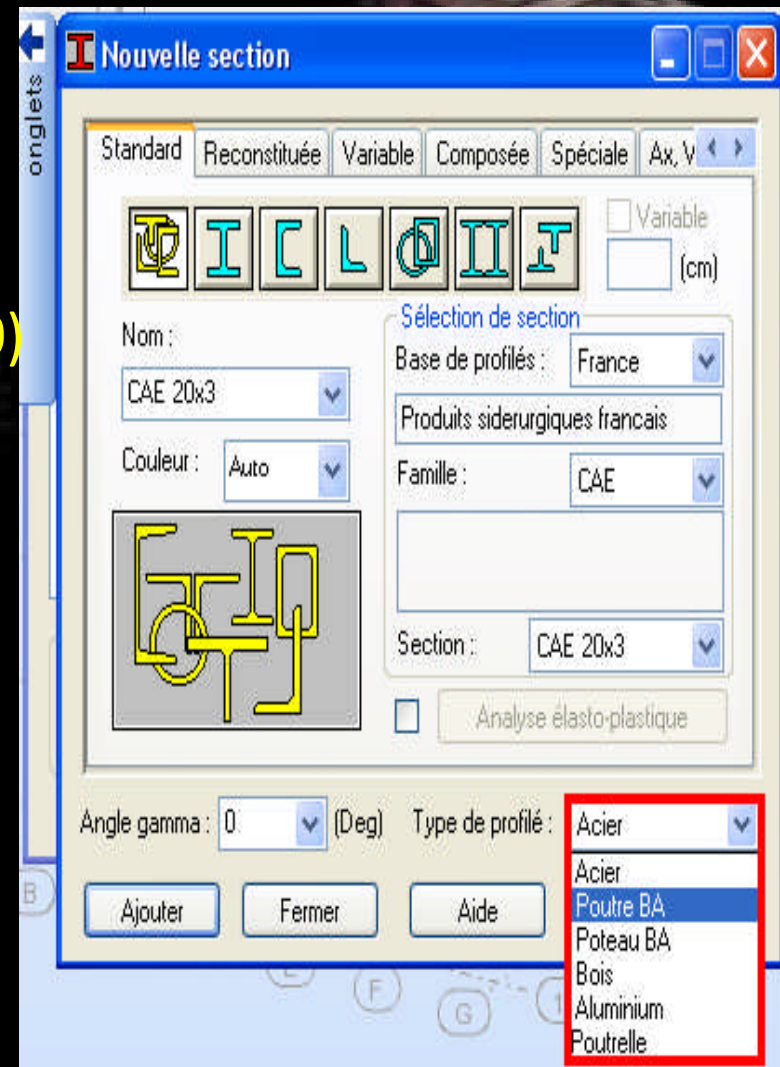 onglets
Nouvelle section
Standard Reconstituée Variable Composée Spéciale Ax, V
Variable
(cm)
)
Nom :
CAE 20x3
Couleur : Auto
Sélection de section
Base de profilés : France
Produits siderurgiques francais
Famille : CAE
Section : CAE 20x3
Analyse élasto-plastique
Angle gamma : 0 (Deg) Type de profilé : Acier
Ajouter Fermer Aide
Acier
Poutre BA
Poteau BA
Bois
Aluminium
Poutrelle
B
F
G
1